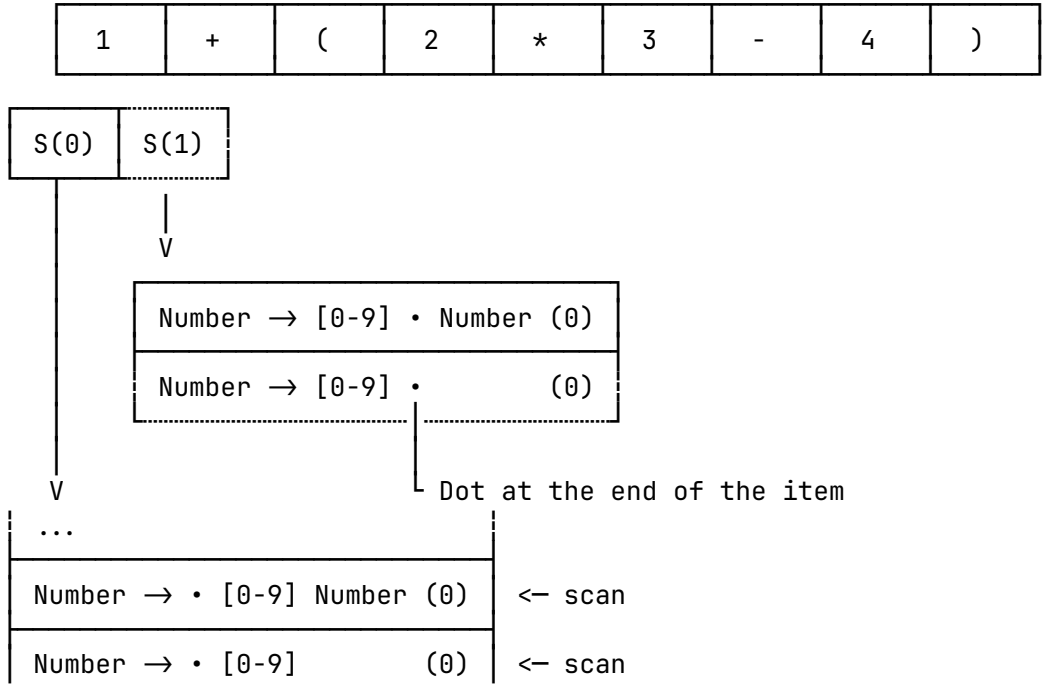 1 + ( 2 * 3 - 4 )
S(0) S(1)
V
Number → [0-9] • Number (0)
Number → [0-9] • (0)
V Dot at the end of the item
...
Number → • [0-9] Number (0) <— scan
Number → • [0-9] (0) <— scan